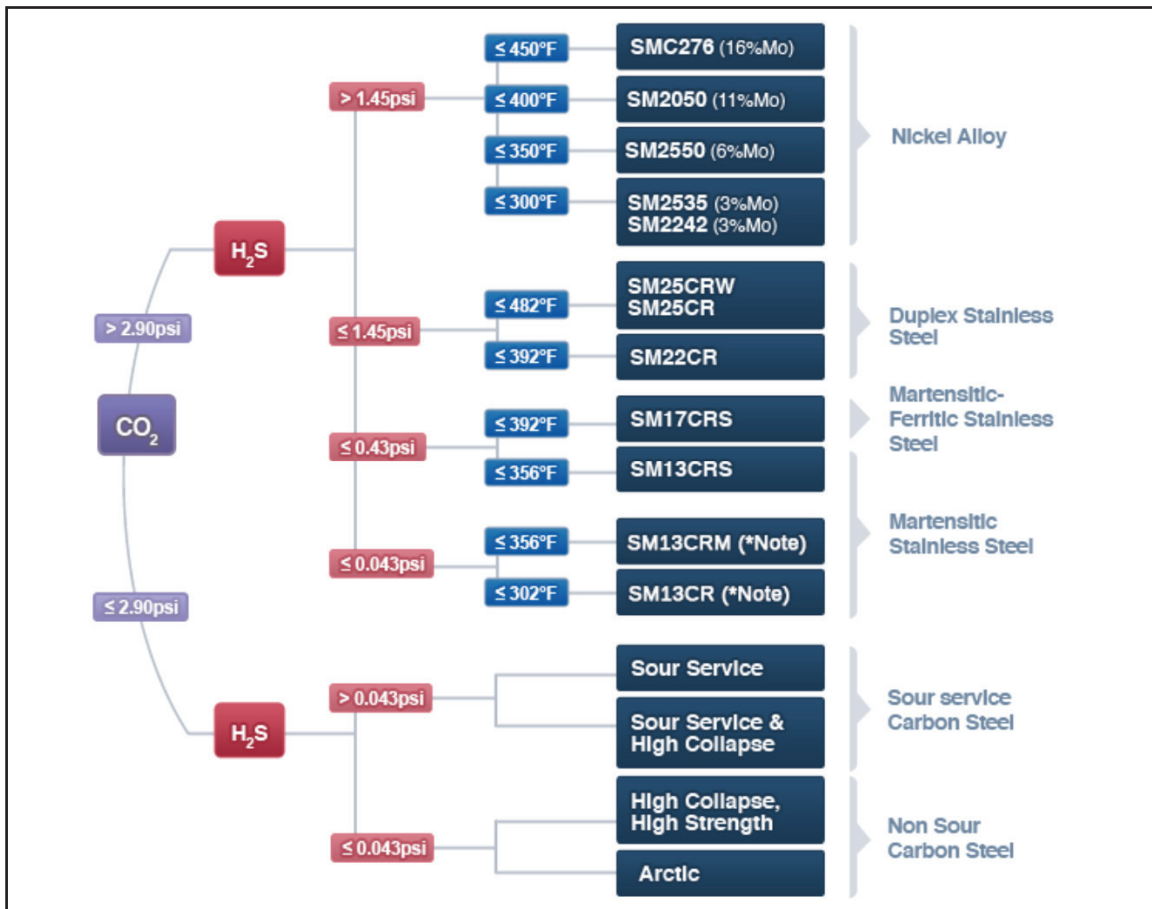 CO2
> 2.90psi
H2S
> 1.45psi
≤ 450°F
SMC276 (16%Mo)
≤ 400°F
SM2050 (11%Mo)
≤ 350°F
SM2550 (6%Mo)
≤ 300°F
SM2535 (3%Mo)
SM2242 (3%Mo)
Nickel Alloy
≤ 1.45psi
≤ 482°F
SM25CRW
SM25CR
≤ 392°F
SM22CR
Duplex Stainless
Steel
≤ 0.43psi
≤ 392°F
SM17CRS
Martensitic-
Ferritic Stainless
Steel
≤ 356°F
SM13CRS
≤ 0.043psi
≤ 356°F
SM13CRM (*Note)
≤ 302°F
SM13CR (*Note)
Martensitic
Stainless Steel
≤ 2.90psi
H2S
> 0.043psi
Sour Service
Sour Service &
High Collapse
Sour service
Carbon Steel
≤ 0.043psi
High Collapse,
High Strength
Arctic
Non Sour
Carbon Steel